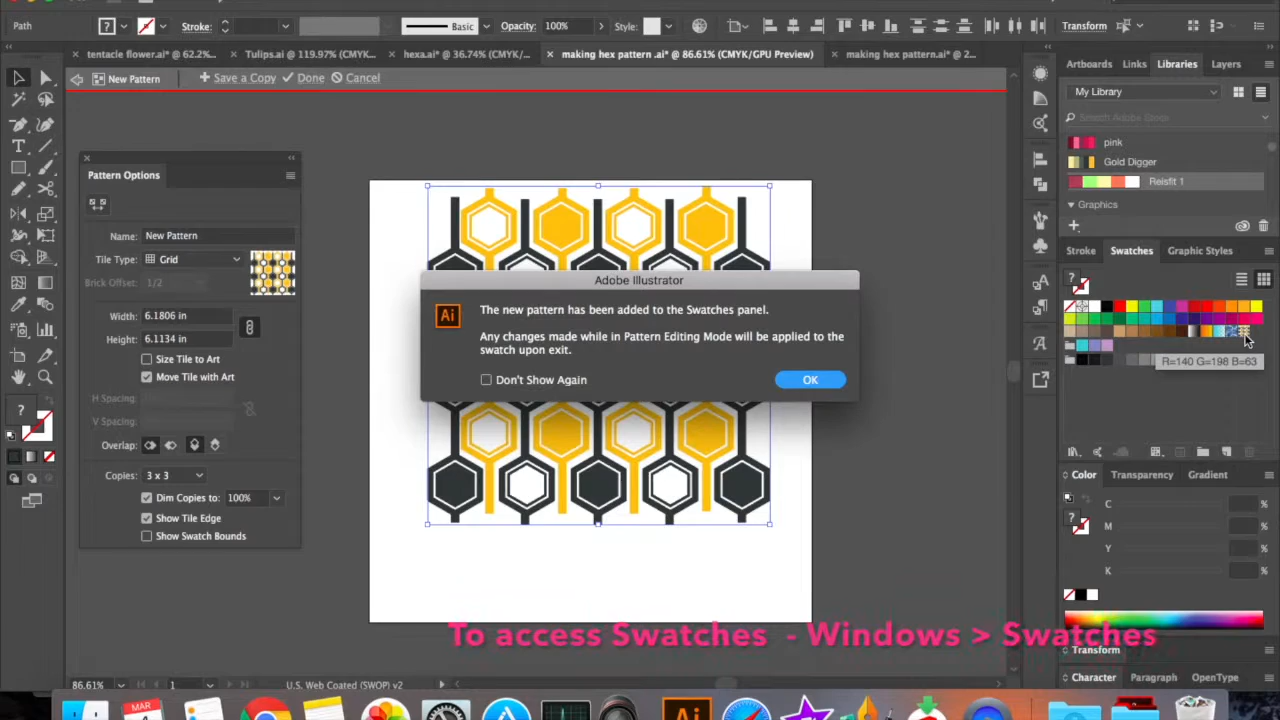 Path
Stroke:
Basic
Opacity: 100%
Style:
Transform
tentacle flower.ai* @ 62.2%...
Tulips.ai @ 119.97% (CMYK...
hexa.ai* @ 36.74% (CMYK/...
making hex pattern .ai* @ 86.61% (CMYK/GPU Preview)
making hex pattern.ai* @ 2...
New Pattern
Save a Copy
Done
Cancel
Pattern Options
Name: New Pattern
Tile Type: Grid
Brick Offset: 1/2
Width: 6.1806 in
Height: 6.1134 in
Size Tile to Art
Move Tile with Art
H Spacing:
V Spacing:
Overlap:
Copies: 3 x 3
Dim Copies to: 100%
Show Tile Edge
Show Swatch Bounds
Adobe Illustrator
Ai
The new pattern has been added to the Swatches panel.
Any changes made while in Pattern Editing Mode will be applied to the
swatch upon exit.
Don't Show Again
OK
Artboards Links Libraries Layers
My Library
Search Adobe Stock
pink
Gold Digger
Reisfit 1
Graphics
Stroke Swatches Graphic Styles
R=140 G=198 B=63
Color Transparency Gradient
C %
M %
Y %
K %
To access Swatches - Windows > Swatches
Paragraph
Character Paragraph OpenType
86.61%
1
U.S. Web Coated (SWOP) v2
MAR
4
Ai